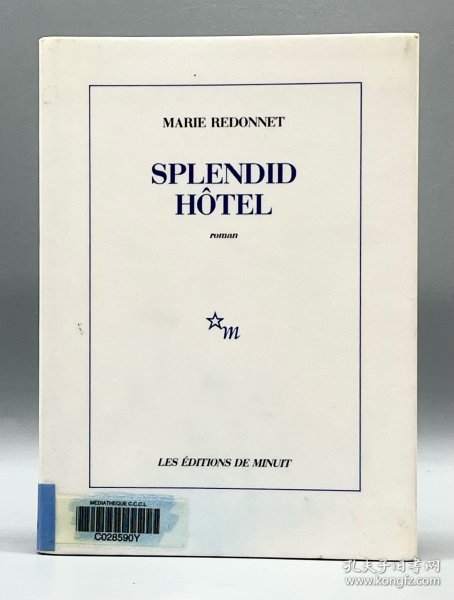 MARIE REDONNET
SPLENDID
HÔTEL
roman
m
LES ÉDITIONS DE MINUIT
MEDIATHEQUE C.C.C.L
C028590Y
孔夫子旧书网
www.kongfz.com